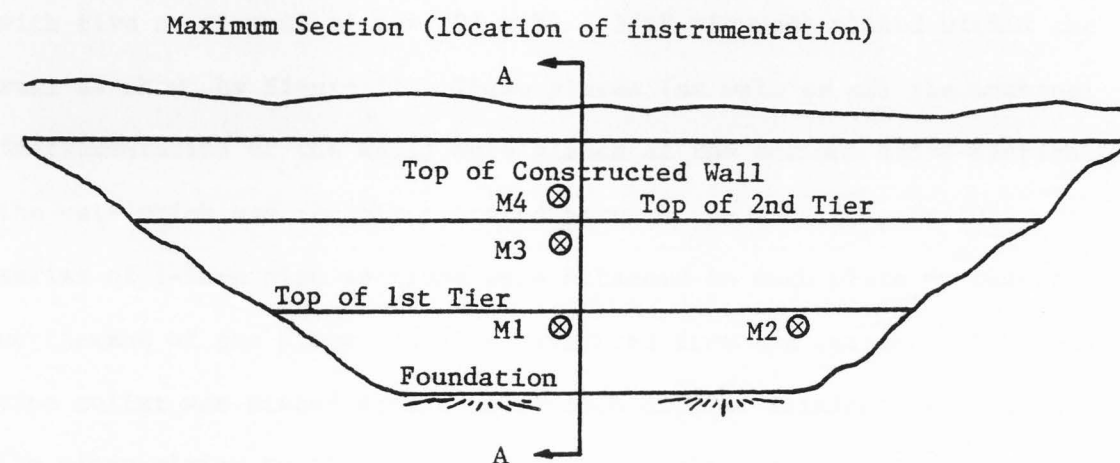 Maximum Section (location of instrumentation)
A
Top of Constructed Wall
M4
Top of 2nd Tier
M3
Top of 1st Tier
M1
M2
Foundation
A